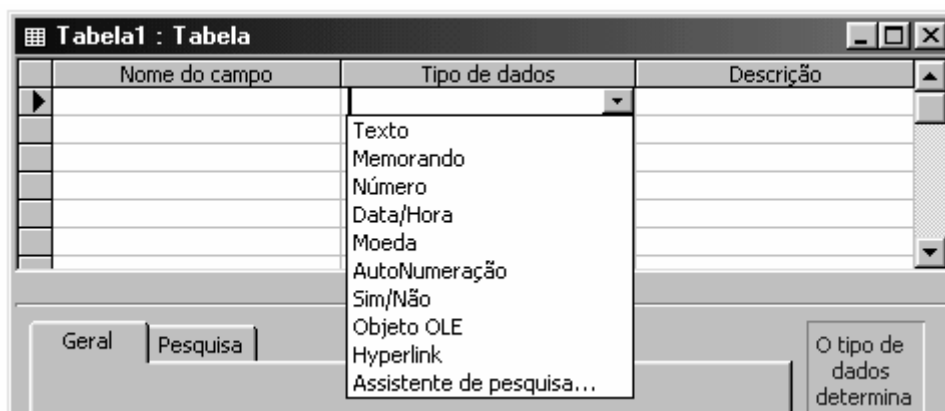 Tabela1 : Tabela
Nome do campo Tipo de dados Descrição
Texto
Memorando
Número
Data/Hora
Moeda
AutoNumeração
Sim/Não
Objeto OLE
Hyperlink
Assistente de pesquisa...
Geral Pesquisa
O tipo de
dados
determina